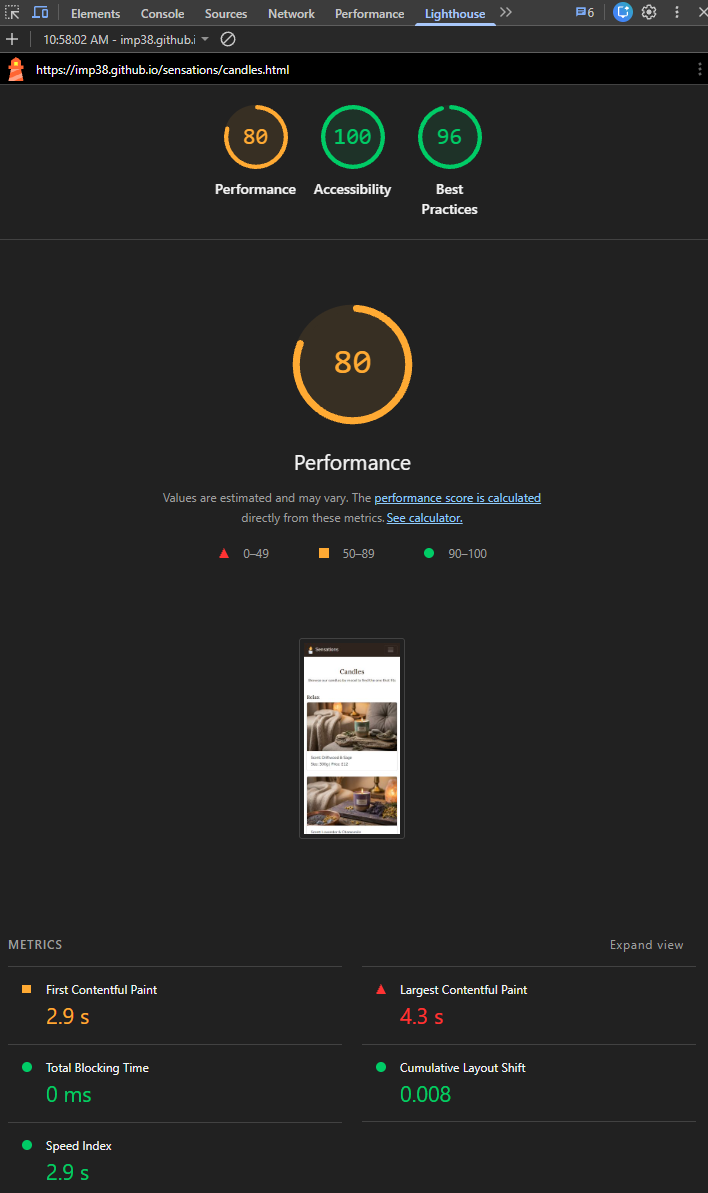 Elements Console Sources Network Performance Lighthouse 6
10:58:02 AM - imp38.github.i
https://imp38.github.io/sensations/candles.html
80 100 96
Performance Accessibility Best
Practices
80
Performance
Values are estimated and may vary. The performance score is calculated
directly from these metrics. See calculator.
0–49 50–89 90–100
Sensations
Candles
Relax
METRICS Expand view
First Contentful Paint Largest Contentful Paint
2.9 s 4.3 s
Total Blocking Time Cumulative Layout Shift
0 ms 0.008
Speed Index
2.9 s